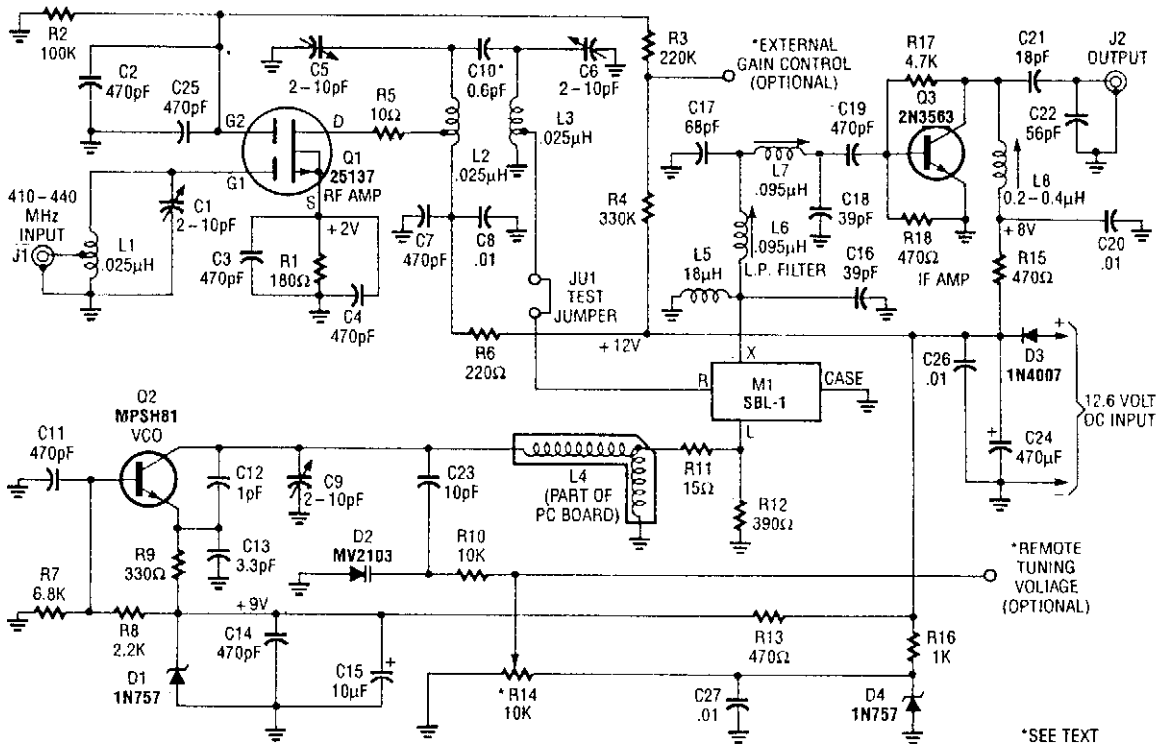 R2
100K
C2
470pF
C25
470pF
G2
G1
D
S
Q1
25137
RF AMP
+2V
410-440
MHz
INPUT
J1
L1
.025µH
C1
2-10pF
C3
470pF
R1
180Ω
C4
470pF
C5
2-10pF
R5
10Ω
C10*
0.6pF
C6
2-10pF
L2
.025µH
L3
.025µH
C7
470pF
C8
.01
R6
220Ω
JU1
TEST
JUMPER
R3
220K
*EXTERNAL
GAIN CONTROL
(OPTIONAL)
R4
330K
+12V
C17
68pF
L7
.095µH
C19
470pF
C18
39pF
L6
.095µH
L.P. FILTER
L5
18µH
C16
39pF
R17
4.7K
Q3
2N3563
R18
470Ω
IF AMP
C21
18pF
J2
OUTPUT
C22
56pF
L8
0.2-0.4µH
+8V
C20
.01
R15
470Ω
C26
.01
D3
1N4007
+
-
12.6 VOLT
DC INPUT
+
C24
470µF
R
X
L
M1
SBL-1
CASE
Q2
MPSH81
VCO
C11
470pF
C12
1pF
C9
2-10pF
C23
10pF
L4
(PART OF
PC BOARD)
R11
15Ω
R12
390Ω
R9
330Ω
C13
3.3pF
D2
MV2103
R10
10K
*REMOTE
TUNING
VOLIAGE
(OPTIONAL)
R7
6.8K
R8
2.2K
+9V
D1
1N757
C14
470pF
C15
10µF
+
R13
470Ω
R16
1K
*R14
10K
C27
.01
D4
1N757
*SEE TEXT